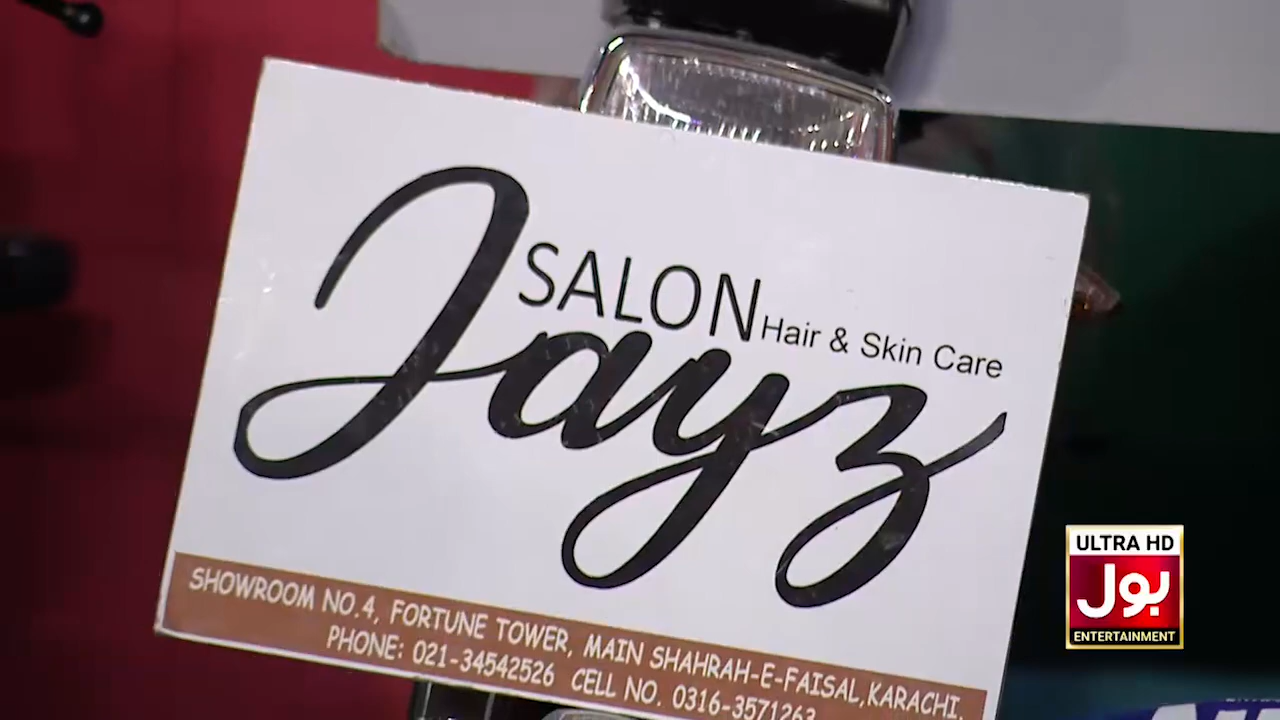 SALON
Hair & Skin Care
Jayz
SHOWROOM NO.4, FORTUNE TOWER, MAIN SHAHRAH-E-FAISAL,KARACHI.
PHONE: 021-34542526 CELL NO. 0316-3571263
ULTRA HD
بول
ENTERTAINMENT